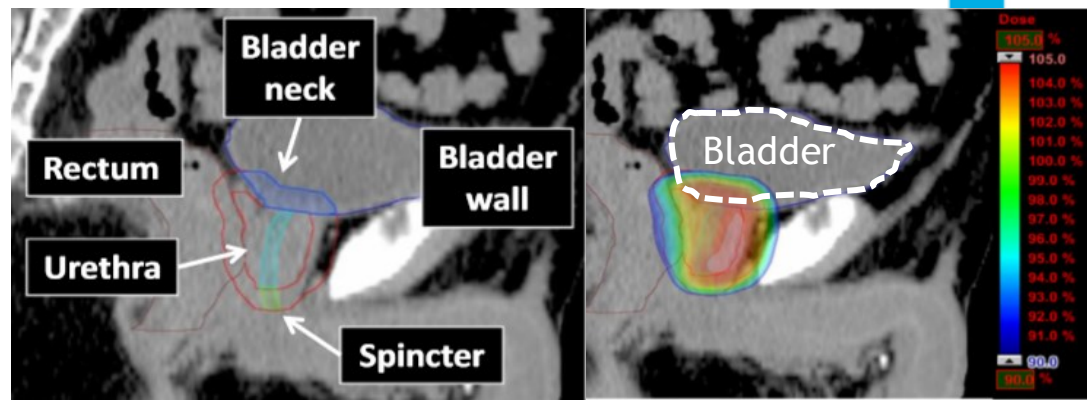 Bladder
neck
Rectum
Bladder
wall
Urethra
Spincter
Bladder
Dose
105.0 %
105.0
104.0 %
103.0 %
102.0 %
101.0 %
100.0 %
99.0 %
98.0 %
97.0 %
96.0 %
95.0 %
94.0 %
93.0 %
92.0 %
91.0 %
90.0
90.0 %